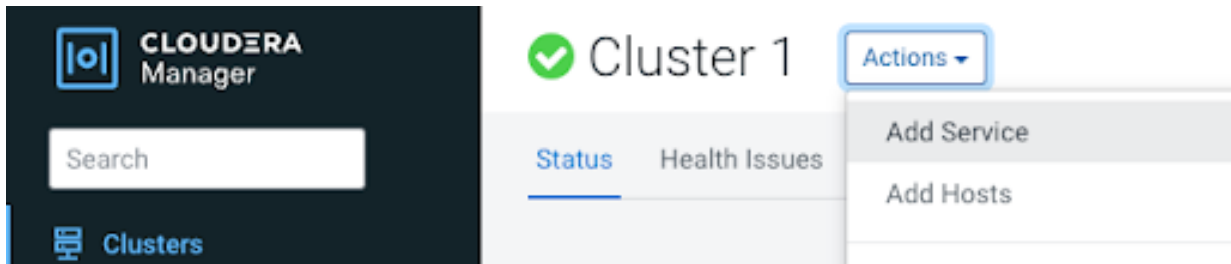 CLOUDERA
Manager
Search
Clusters
Cluster 1
Actions
Status Health Issues
Add Service
Add Hosts